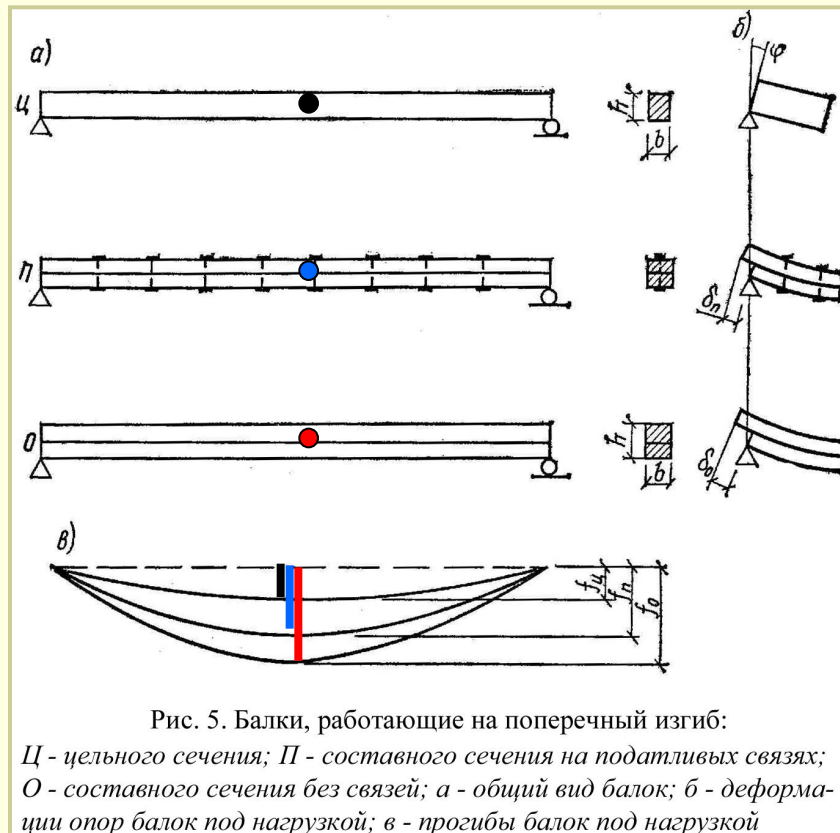 а)
б)
φ
Ц
h
b
П
δп
О
h
b
δо
в)
fц
fп
fо
Рис. 5. Балки, работающие на поперечный изгиб:
Ц - цельного сечения; П - составного сечения на податливых связях;
О - составного сечения без связей; а - общий вид балок; б - деформа-
ции опор балок под нагрузкой; в - прогибы балок под нагрузкой